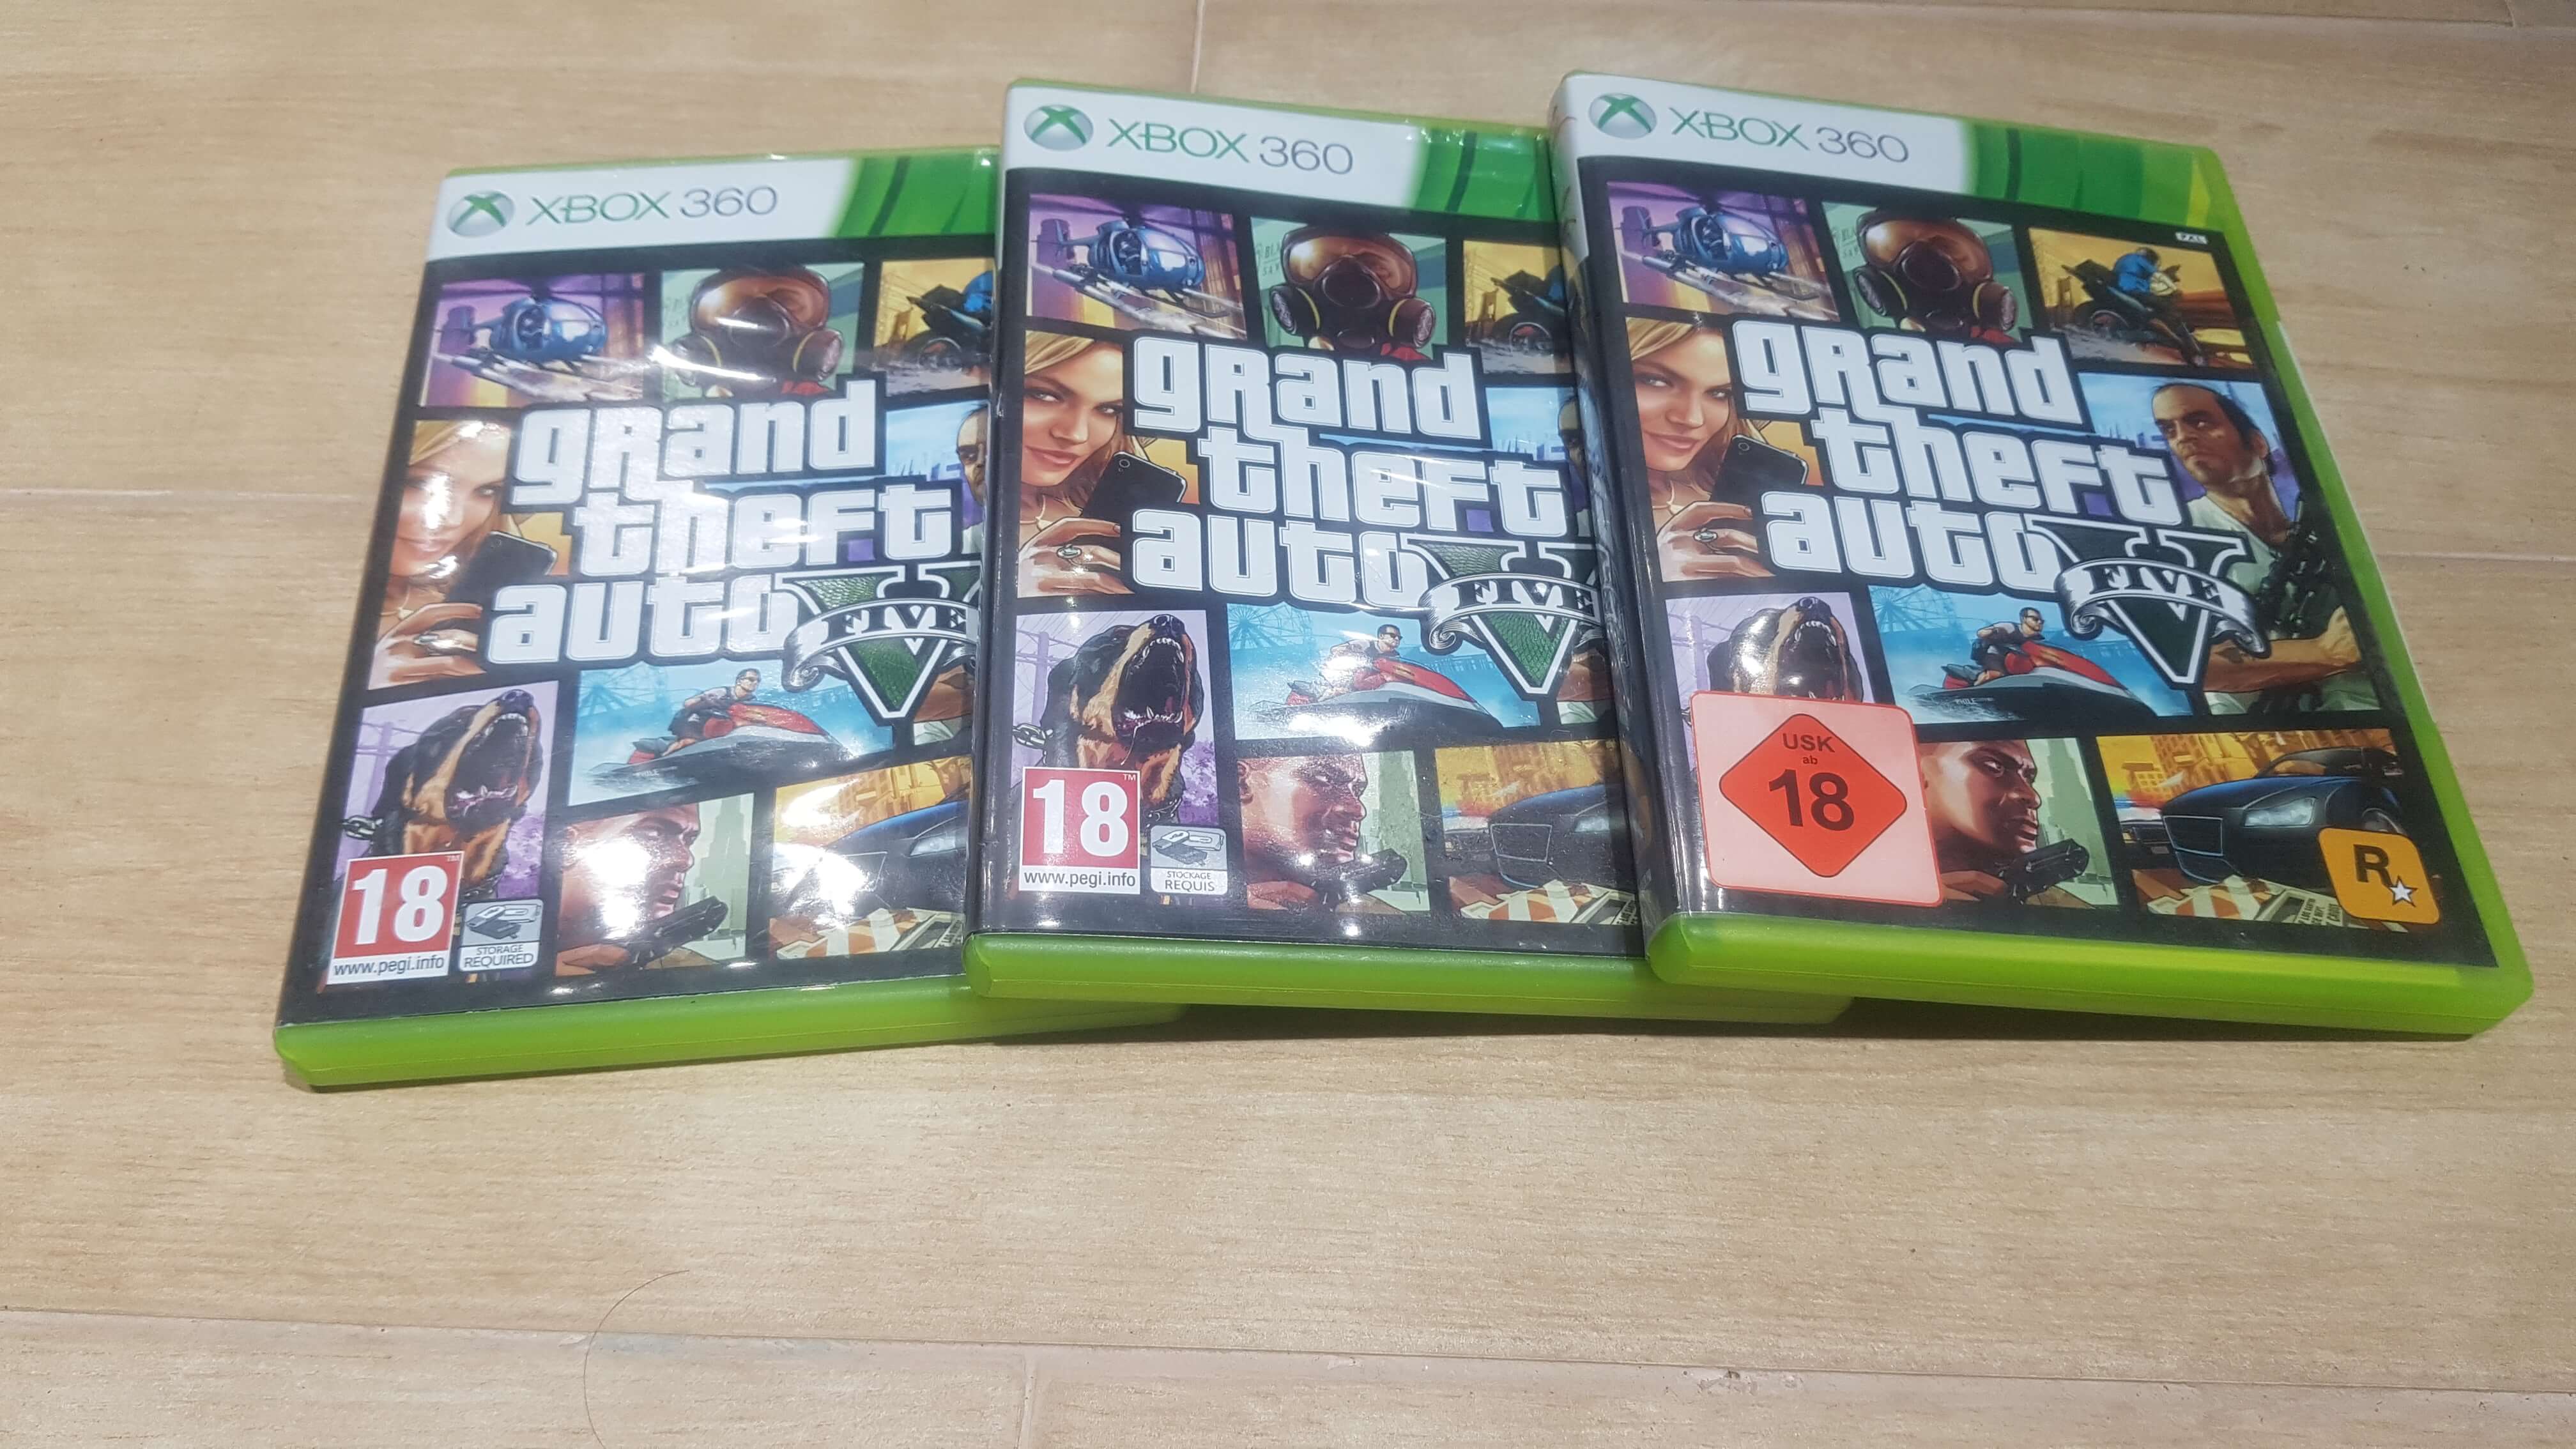 XBOX 360
grand
theft
auto V
FIVE
18
www.pegi.info
STORAGE
REQUIRED
XBOX 360
grand
theft
auto V
FIVE
18
www.pegi.info
STOCKAGE
REQUIS
XBOX 360
grand
theft
auto V
FIVE
USK
ab
18
R